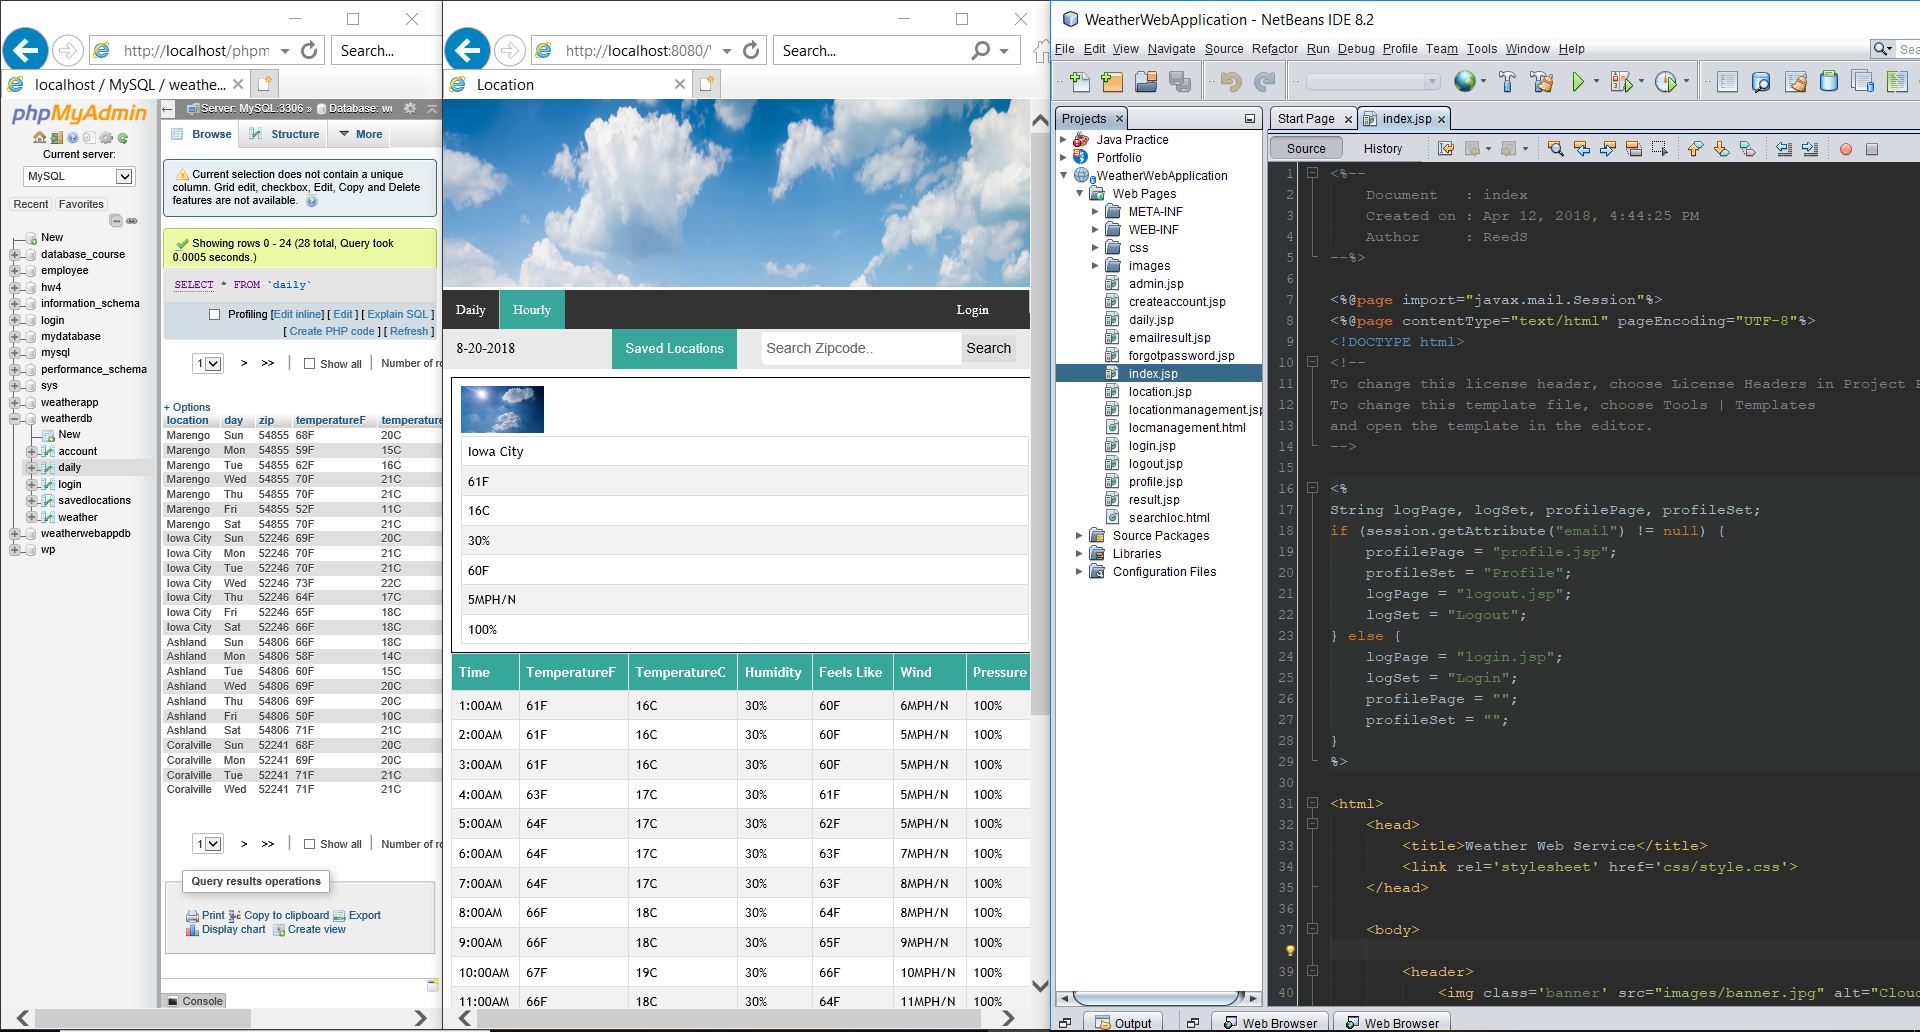 http://localhost/phpm
Search...
localhost / MySQL / weathe...
phpMyAdmin
Current server:
MySQL
Recent Favorites
New
database_course
employee
hw4
information_schema
login
mydatabase
mysql
performance_schema
sys
weatherapp
weatherdb
New
account
daily
login
savedlocations
weather
weatherwebappdb
wp
Server: MySQL:3306 » Database: we
Browse Structure More
Current selection does not contain a unique
column. Grid edit, checkbox, Edit, Copy and Delete
features are not available.
Showing rows 0 - 24 (28 total, Query took
0.0005 seconds.)
SELECT * FROM `daily`
Profiling [Edit inline] [ Edit ] [ Explain SQL ]
[ Create PHP code ] [ Refresh ]
1 > >> Show all Number of ro
+ Options
location day zip temperatureF temperature
Marengo Sun 54855 68F 20C
Marengo Mon 54855 59F 15C
Marengo Tue 54855 62F 16C
Marengo Wed 54855 70F 21C
Marengo Thu 54855 70F 21C
Marengo Fri 54855 52F 11C
Marengo Sat 54855 70F 21C
Iowa City Sun 52246 69F 20C
Iowa City Mon 52246 70F 21C
Iowa City Tue 52246 70F 21C
Iowa City Wed 52246 73F 22C
Iowa City Thu 52246 64F 17C
Iowa City Fri 52246 65F 18C
Iowa City Sat 52246 66F 18C
Ashland Sun 54806 66F 18C
Ashland Mon 54806 58F 14C
Ashland Tue 54806 60F 15C
Ashland Wed 54806 69F 20C
Ashland Thu 54806 69F 20C
Ashland Fri 54806 50F 10C
Ashland Sat 54806 71F 21C
Coralville Sun 52241 68F 20C
Coralville Mon 52241 69F 20C
Coralville Tue 52241 71F 21C
Coralville Wed 52241 71F 21C
1 > >> Show all Number of ro
Query results operations
Print Copy to clipboard Export
Display chart Create view
Console
http://localhost:8080/
Search...
Location
Daily Hourly Login
8-20-2018 Saved Locations Search Zipcode.. Search
Iowa City
61F
16C
30%
60F
5MPH/N
100%
Time TemperatureF TemperatureC Humidity Feels Like Wind Pressure
1:00AM 61F 16C 30% 60F 6MPH/N 100%
2:00AM 61F 16C 30% 60F 5MPH/N 100%
3:00AM 61F 16C 30% 60F 5MPH/N 100%
4:00AM 63F 17C 30% 61F 5MPH/N 100%
5:00AM 64F 17C 30% 62F 5MPH/N 100%
6:00AM 64F 17C 30% 63F 7MPH/N 100%
7:00AM 64F 17C 30% 63F 8MPH/N 100%
8:00AM 66F 18C 30% 64F 8MPH/N 100%
9:00AM 66F 18C 30% 65F 9MPH/N 100%
10:00AM 67F 19C 30% 66F 10MPH/N 100%
11:00AM 66F 18C 30% 64F 11MPH/N 100%
WeatherWebApplication - NetBeans IDE 8.2
File Edit View Navigate Source Refactor Run Debug Profile Team Tools Window Help
Sea
Projects
Java Practice
Portfolio
WeatherWebApplication
Web Pages
META-INF
WEB-INF
css
images
admin.jsp
createaccount.jsp
daily.jsp
emailresult.jsp
forgotpassword.jsp
index.jsp
location.jsp
locationmanagement.jsp
locmanagement.html
login.jsp
logout.jsp
profile.jsp
result.jsp
searchloc.html
Source Packages
Libraries
Configuration Files
Start Page index.jsp
Source History
1 <%--
2 Document : index
3 Created on : Apr 12, 2018, 4:44:25 PM
4 Author : ReedS
5 --%>
6
7 <%@page import="javax.mail.Session"%>
8 <%@page contentType="text/html" pageEncoding="UTF-8"%>
9 <!DOCTYPE html>
10 <!--
11 To change this license header, choose License Headers in Project
12 To change this template file, choose Tools | Templates
13 and open the template in the editor.
14 -->
15
16 <%
17 String logPage, logSet, profilePage, profileSet;
18 if (session.getAttribute("email") != null) {
19 profilePage = "profile.jsp";
20 profileSet = "Profile";
21 logPage = "logout.jsp";
22 logSet = "Logout";
23 } else {
24 logPage = "login.jsp";
25 logSet = "Login";
26 profilePage = "";
27 profileSet = "";
28 }
29 %>
30
31 <html>
32 <head>
33 <title>Weather Web Service</title>
34 <link rel='stylesheet' href='css/style.css'>
35 </head>
36
37 <body>
39 <header>
40 <img class='banner' src="images/banner.jpg" alt="Clou
Output Web Browser Web Browser